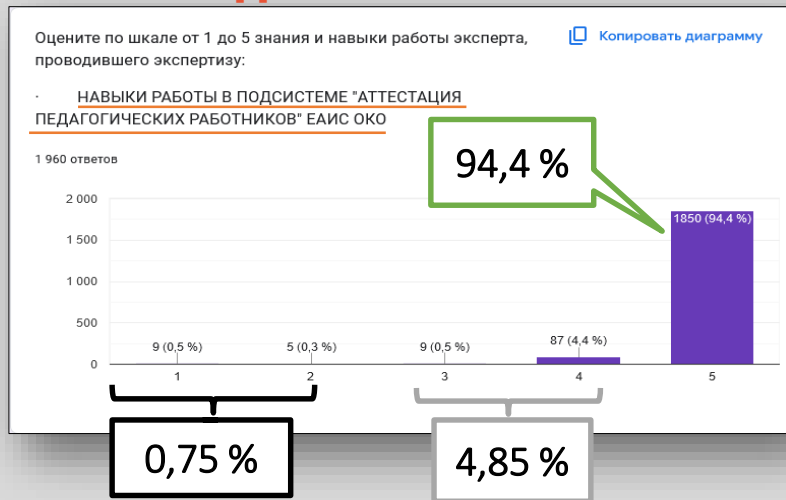 Оцените по шкале от 1 до 5 знания и навыки работы эксперта,
проводившего экспертизу:
Копировать диаграмму
· НАВЫКИ РАБОТЫ В ПОДСИСТЕМЕ "АТТЕСТАЦИЯ
ПЕДАГОГИЧЕСКИХ РАБОТНИКОВ" ЕАИС ОКО
1 960 ответов
94,4 %
2 000
1 500
1 000
500
0
9 (0,5 %)
5 (0,3 %)
9 (0,5 %)
87 (4,4 %)
1850 (94,4 %)
1 2 3 4 5
0,75 %
4,85 %